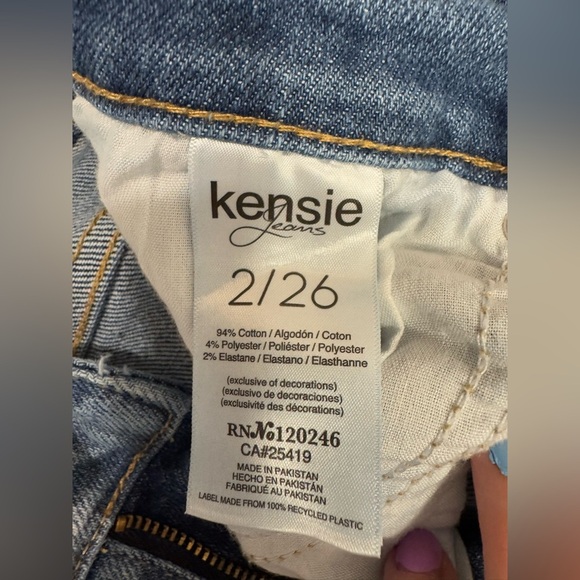 kensie
Jeans
2/26
94% Cotton / Algodón / Coton
4% Polyester / Poliéster / Polyester
2% Elastane / Elastano / Elasthanne
(exclusive of decorations)
(exclusivo de decoraciones)
(exclusivité des décorations)
RN№120246
CA#25419
MADE IN PAKISTAN
HECHO EN PAKISTÁN
FABRIQUÉ AU PAKISTAN
LABEL MADE FROM 100% RECYCLED PLASTIC